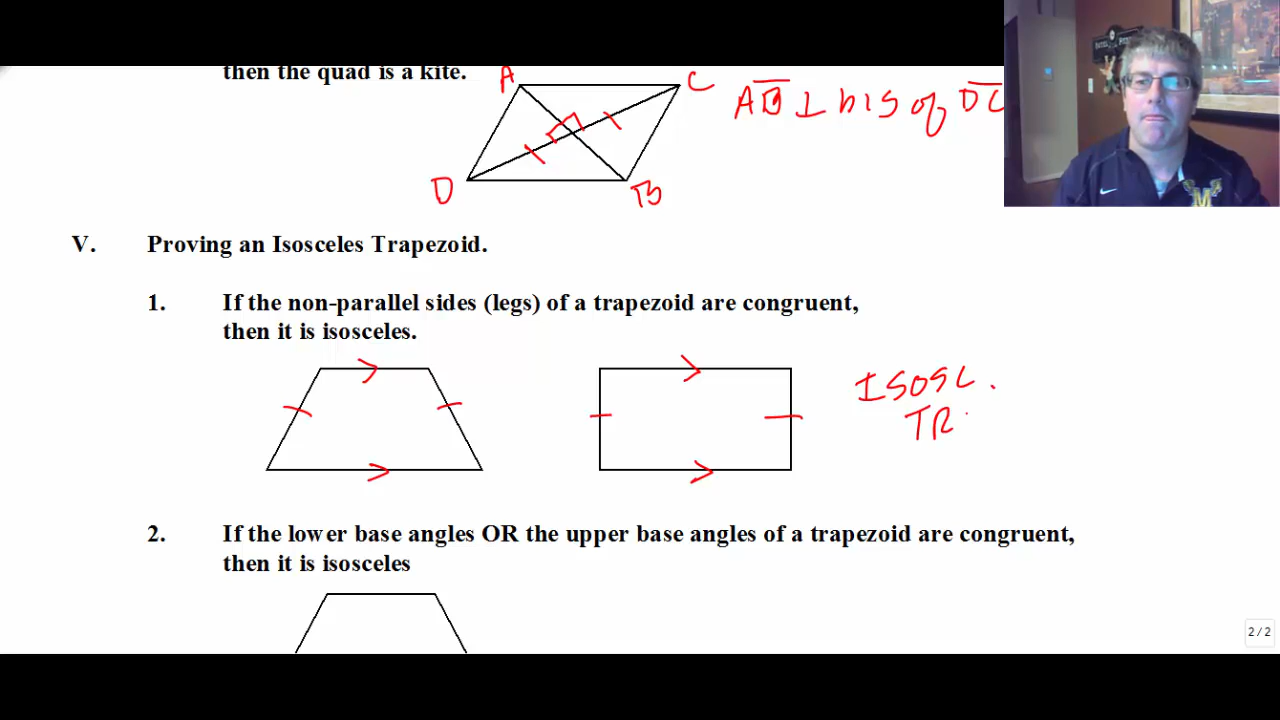 then the quad is a kite.
A
C
D
B
AB ⊥ bis of DC
V. Proving an Isosceles Trapezoid.
1. If the non-parallel sides (legs) of a trapezoid are congruent,
then it is isosceles.
ISOSC.
TR
2. If the lower base angles OR the upper base angles of a trapezoid are congruent,
then it is isosceles
2 / 2
M